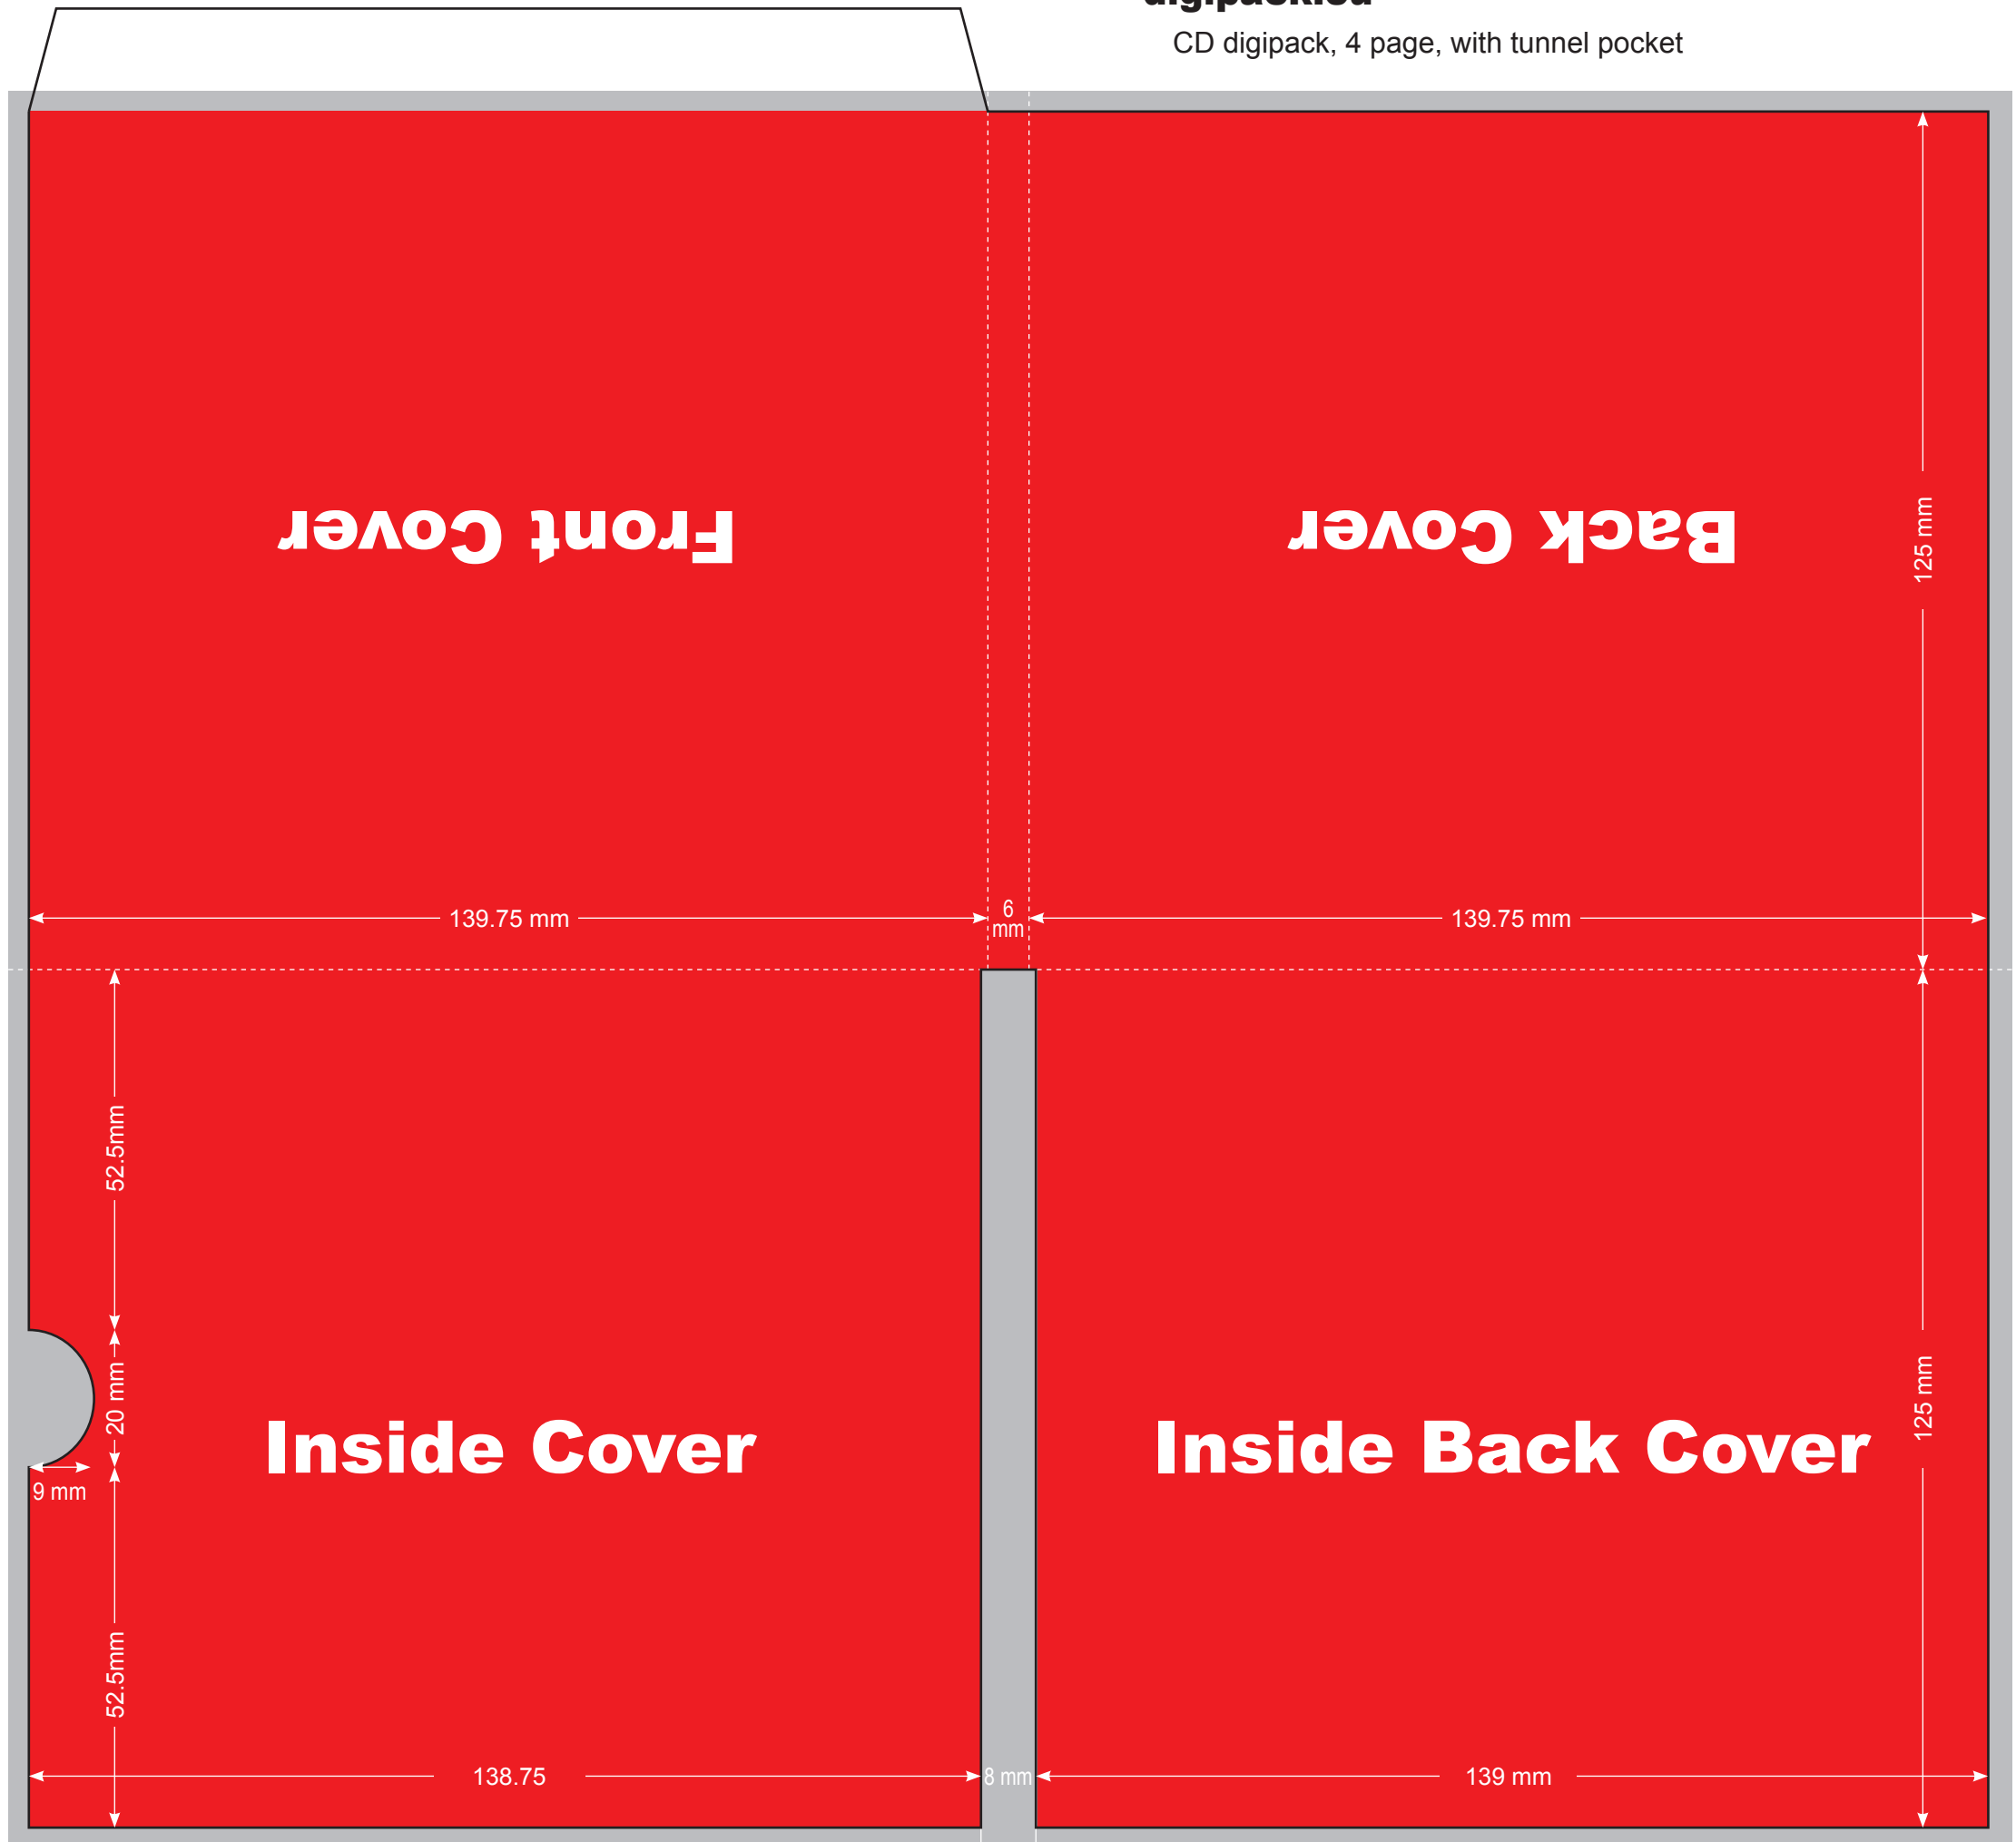 CD digipack, 4 page, with tunnel pocket
Front Cover
Back Cover
125 mm
139.75 mm
6
mm
139.75 mm
52.5mm
20 mm
9 mm
Inside Cover
Inside Back Cover
125 mm
52.5mm
138.75
8 mm
139 mm